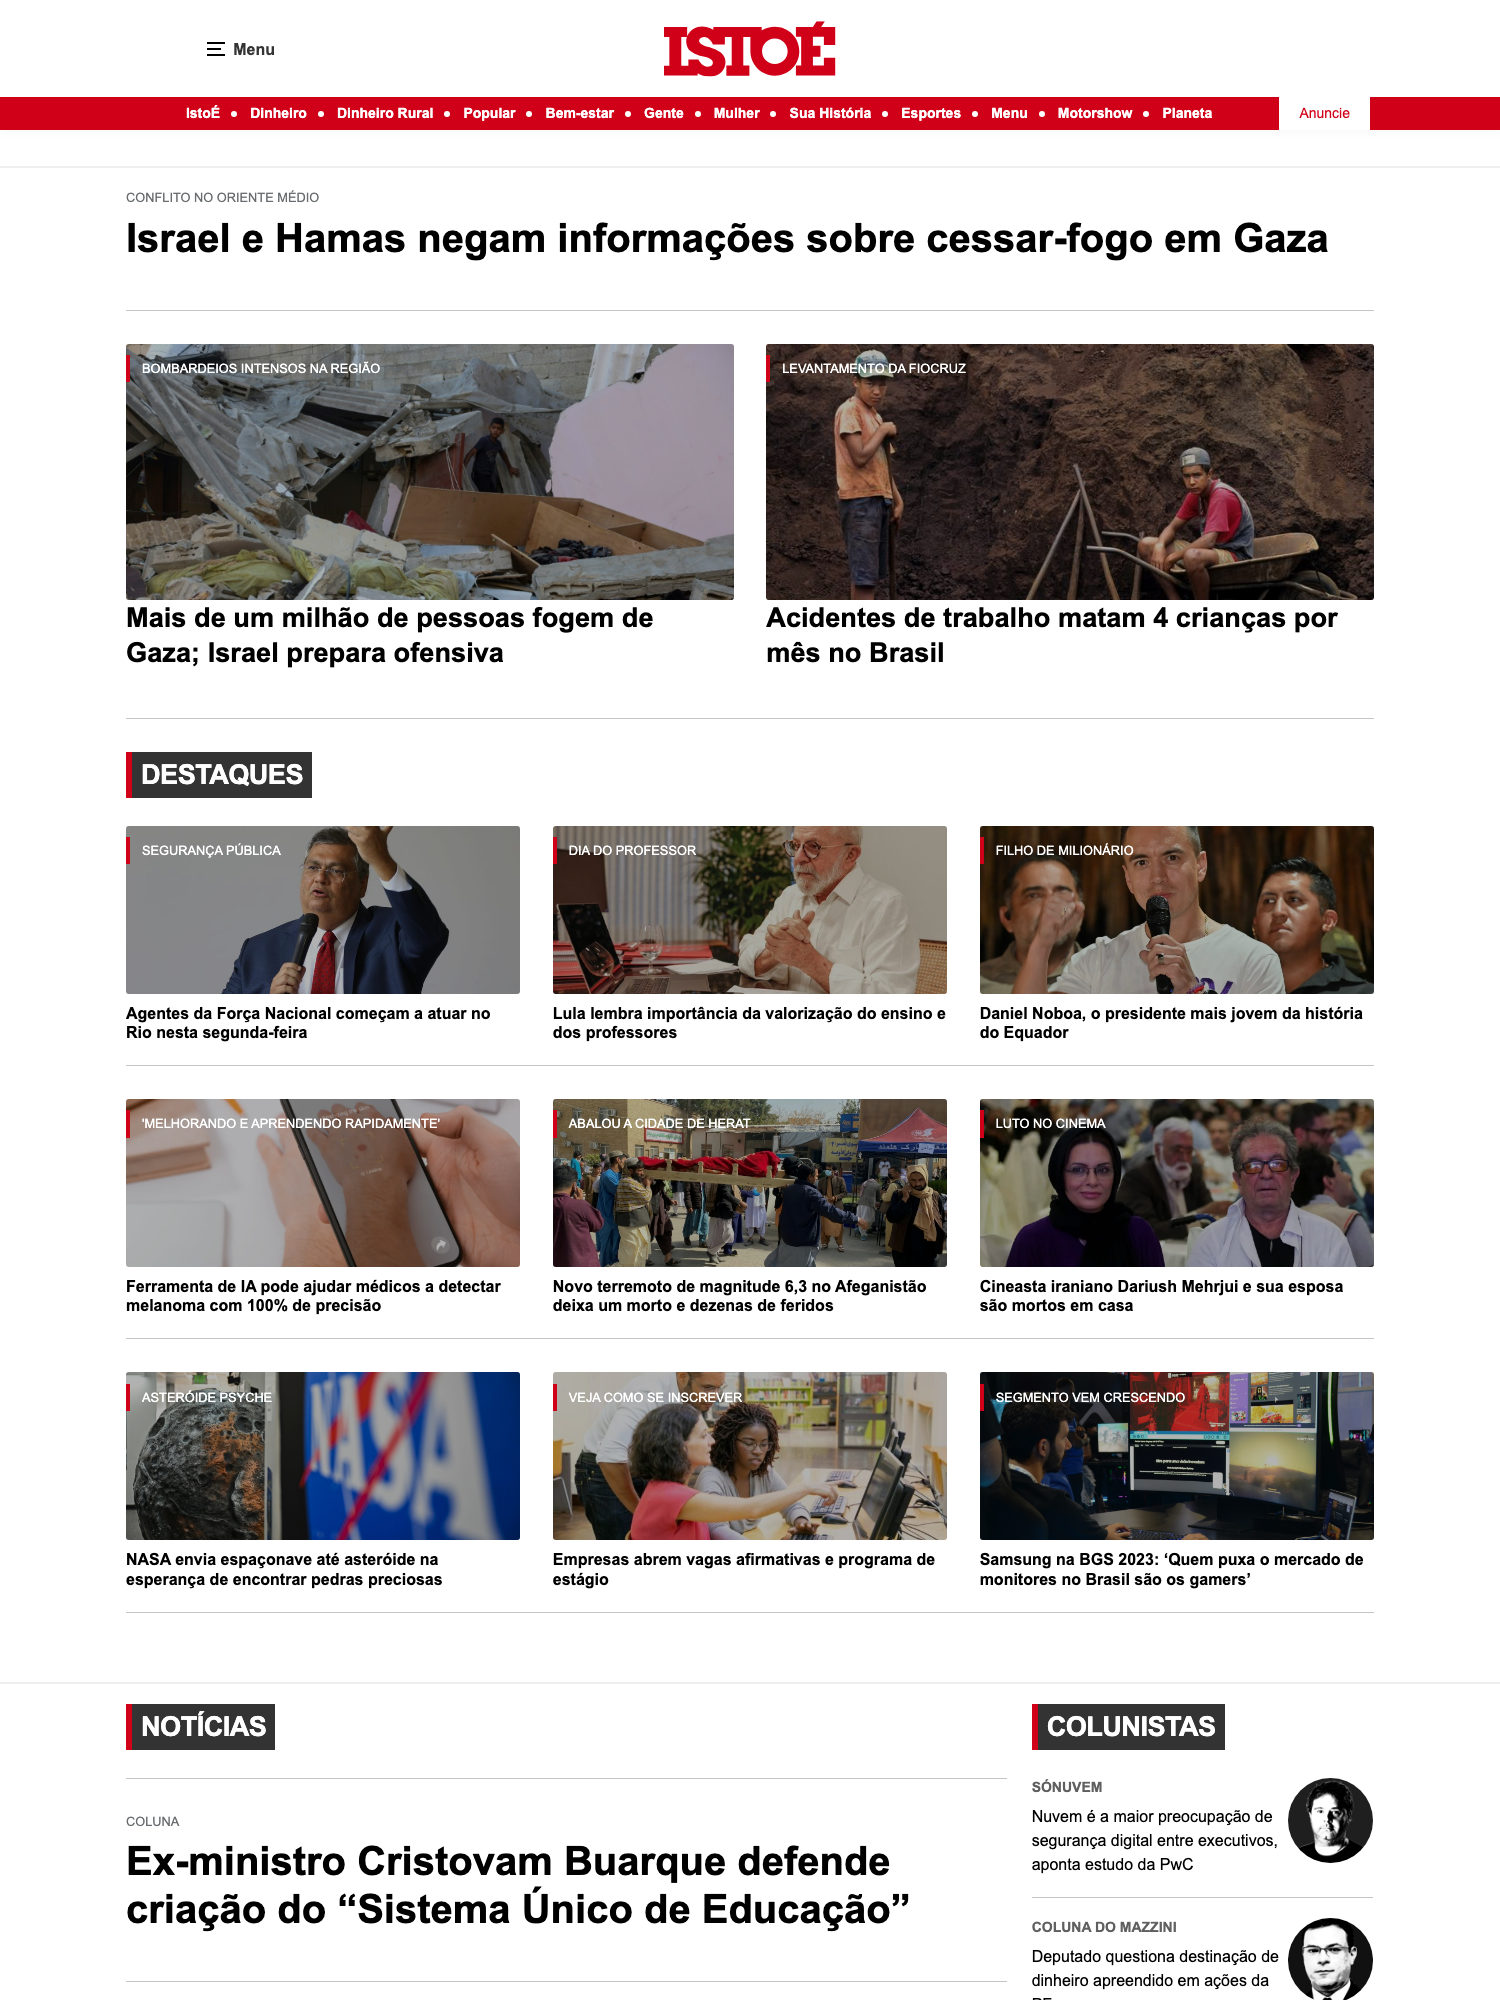 Menu
ISTOÉ
IstoÉ • Dinheiro • Dinheiro Rural • Popular • Bem-estar • Gente • Mulher • Sua História • Esportes • Menu • Motorshow • Planeta
Anuncie
CONFLITO NO ORIENTE MÉDIO
Israel e Hamas negam informações sobre cessar-fogo em Gaza
BOMBARDEIOS INTENSOS NA REGIÃO
Mais de um milhão de pessoas fogem de
Gaza; Israel prepara ofensiva
LEVANTAMENTO DA FIOCRUZ
Acidentes de trabalho matam 4 crianças por
mês no Brasil
DESTAQUES
SEGURANÇA PÚBLICA
Agentes da Força Nacional começam a atuar no
Rio nesta segunda-feira
DIA DO PROFESSOR
Lula lembra importância da valorização do ensino e
dos professores
FILHO DE MILIONÁRIO
Daniel Noboa, o presidente mais jovem da história
do Equador
'MELHORANDO E APRENDENDO RAPIDAMENTE'
Ferramenta de IA pode ajudar médicos a detectar
melanoma com 100% de precisão
ABALOU A CIDADE DE HERAT
Novo terremoto de magnitude 6,3 no Afeganistão
deixa um morto e dezenas de feridos
LUTO NO CINEMA
Cineasta iraniano Dariush Mehrjui e sua esposa
são mortos em casa
ASTERÓIDE PSYCHE
NASA
NASA envia espaçonave até asteróide na
esperança de encontrar pedras preciosas
VEJA COMO SE INSCREVER
Empresas abrem vagas afirmativas e programa de
estágio
SEGMENTO VEM CRESCENDO
Samsung na BGS 2023: ‘Quem puxa o mercado de
monitores no Brasil são os gamers’
NOTÍCIAS
COLUNA
Ex-ministro Cristovam Buarque defende
criação do “Sistema Único de Educação”
COLUNISTAS
SÓNUVEM
Nuvem é a maior preocupação de
segurança digital entre executivos,
aponta estudo da PwC
COLUNA DO MAZZINI
Deputado questiona destinação de
dinheiro apreendido em ações da